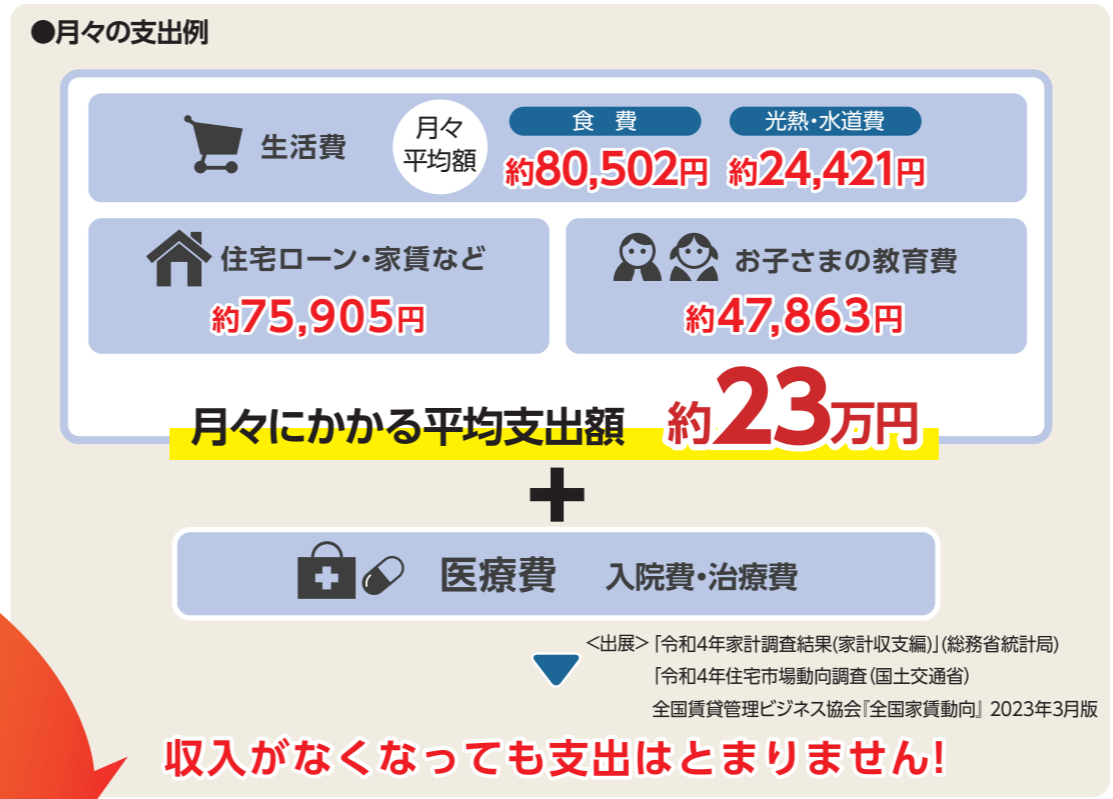 ●月々の支出例
生活費
月々
平均額
食 費
約80,502円
光熱・水道費
約24,421円
住宅ローン・家賃など
約75,905円
お子さまの教育費
約47,863円
月々にかかる平均支出額 約23万円
+
医療費 入院費・治療費
<出展>「令和4年家計調査結果(家計収支編)」(総務省統計局)
「令和4年住宅市場動向調査(国土交通省)
全国賃貸管理ビジネス協会『全国家賃動向』 2023年3月版
収入がなくなっても支出はとまりません!